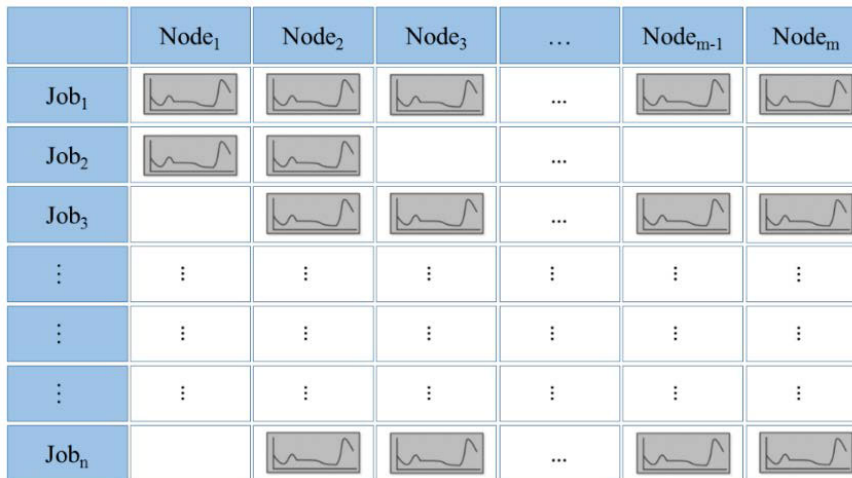 Node₁ Node₂ Node₃ … Nodeₘ₋₁ Nodeₘ
Job₁ ...
Job₂ ...
Job₃ ...
⋮ ⋮ ⋮ ⋮ ⋮ ⋮ ⋮
⋮ ⋮ ⋮ ⋮ ⋮ ⋮ ⋮
⋮ ⋮ ⋮ ⋮ ⋮ ⋮ ⋮
Jobₙ ...